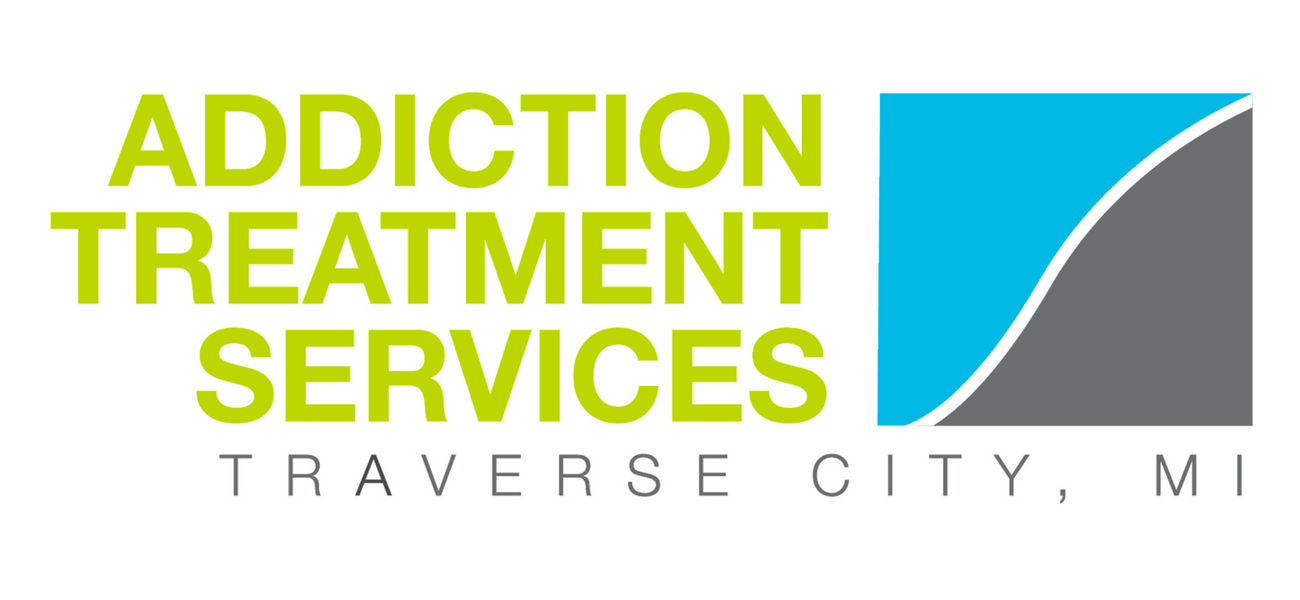 ADDICTION
TREATMENT
SERVICES
TRAVERSE CITY, MI